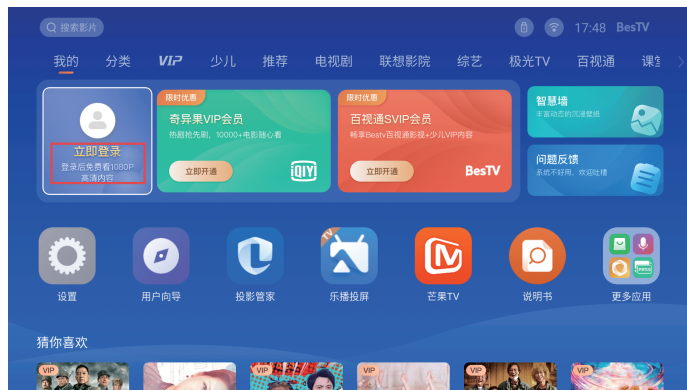 搜索影片
17:48 BesTV
我的 分类 VIP 少儿 推荐 电视剧 联想影院 综艺 极光TV 百视通 课堂
立即登录
登录后免费看1080P
高清内容
限时优惠
奇异果VIP会员
热剧抢先刷，10000+电影随心看
立即开通
iQIYI
限时优惠
百视通SVIP会员
畅享Bestv百视通影视+少儿VIP内容
立即开通
BesTV
智慧墙
丰富动态的沉浸壁纸
问题反馈
系统不好用，欢迎吐槽
TV
设置 用户向导 投影管家 乐播投屏 芒果TV 说明书 更多应用
猜你喜欢
VIP VIP VIP VIP VIP